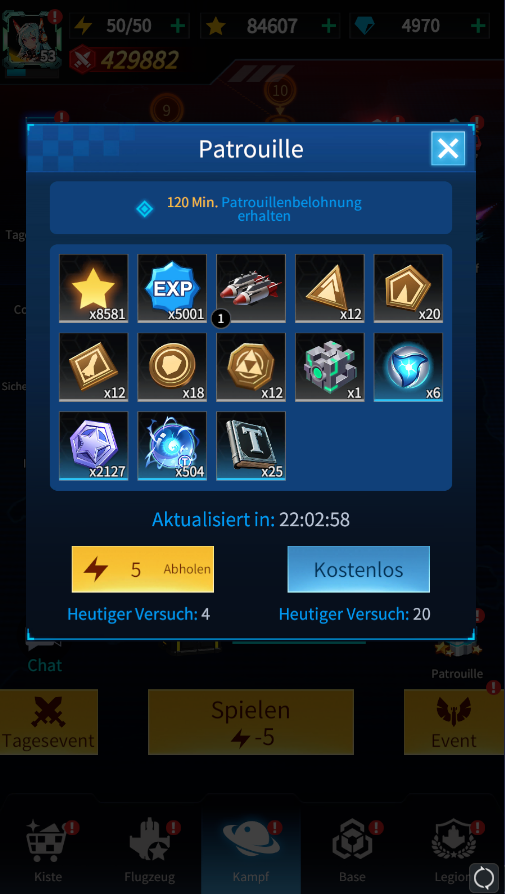 50/50
84607
4970
53
429882
9
10
Patrouille
120 Min. Patrouillenbelohnung
erhalten
x8581
EXP
x5001
1
x12
x20
x12
x18
x12
x1
x6
x2127
T
x504
T
x25
Aktualisiert in: 22:02:58
5 Abholen
Kostenlos
Heutiger Versuch: 4
Heutiger Versuch: 20
Chat
Patrouille
Tagesevent
Spielen
-5
Event
Kiste
Flugzeug
Kampf
Base
Legion